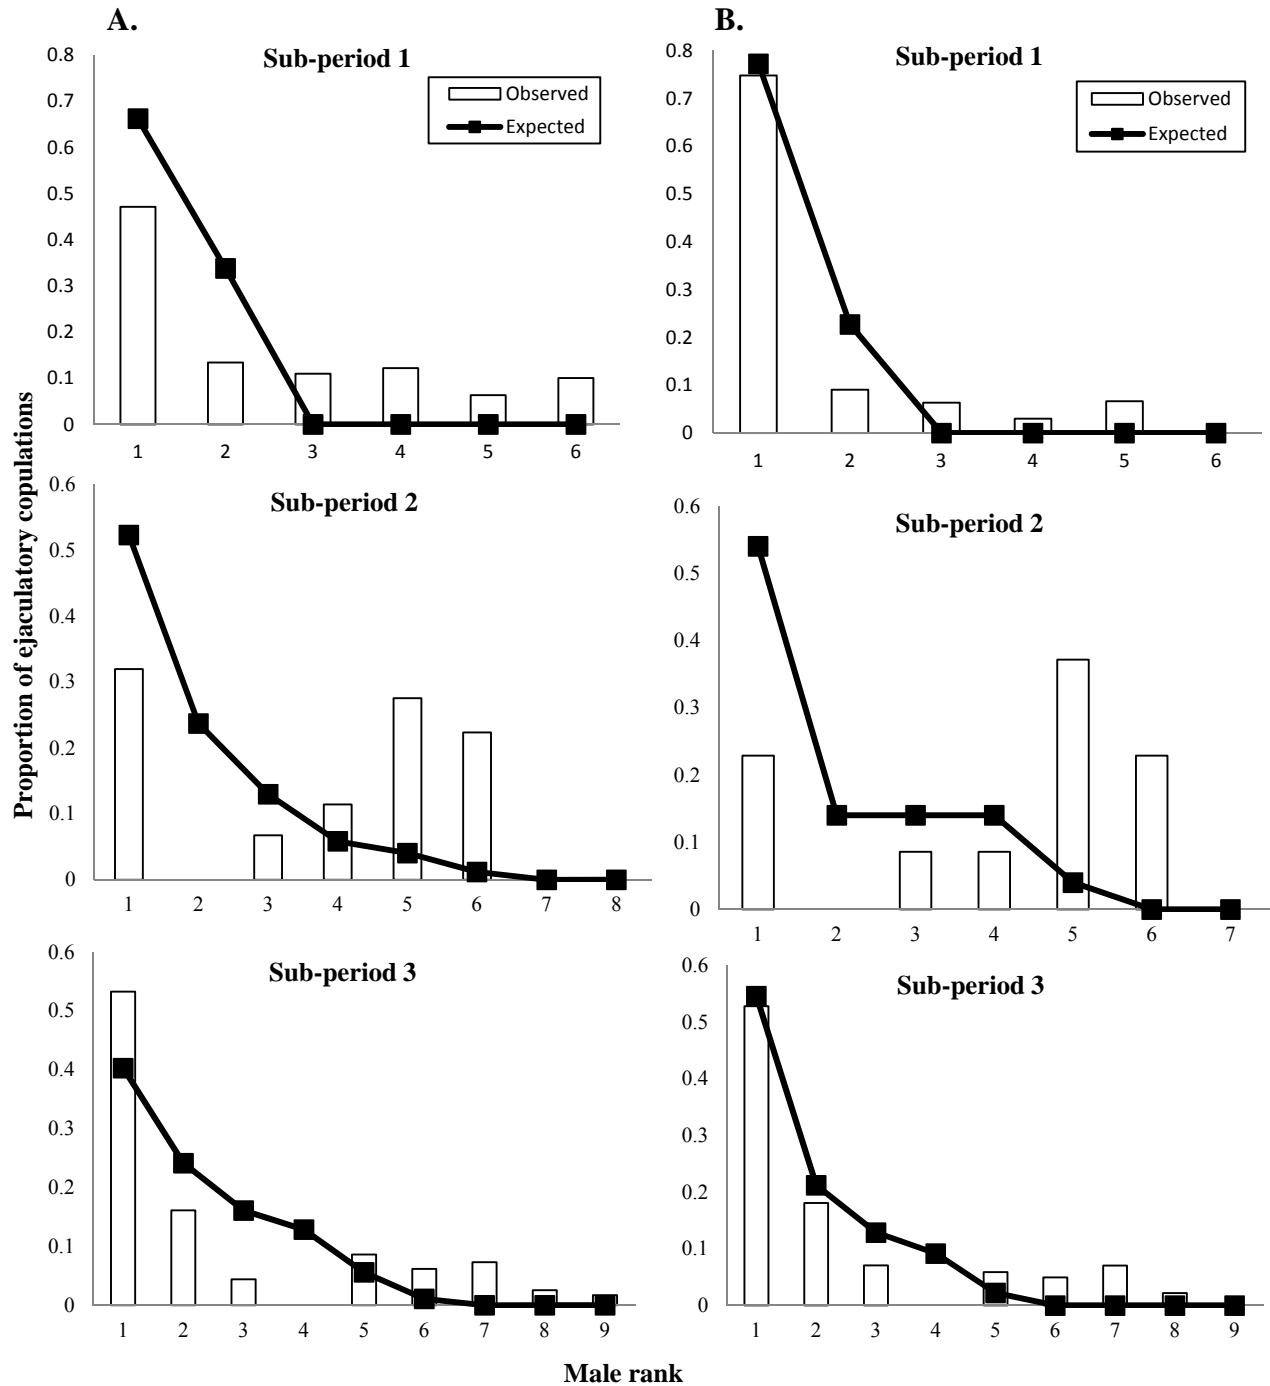 A.
Sub-period 1
Observed
Expected
0.8
0.7
0.6
0.5
0.4
0.3
0.2
0.1
0
1 2 3 4 5 6
B.
Sub-period 1
Observed
Expected
0.8
0.7
0.6
0.5
0.4
0.3
0.2
0.1
0
1 2 3 4 5 6
Proportion of ejaculatory copulations
Sub-period 2
0.6
0.5
0.4
0.3
0.2
0.1
0
1 2 3 4 5 6 7 8
Sub-period 2
0.6
0.5
0.4
0.3
0.2
0.1
0
1 2 3 4 5 6 7
Sub-period 3
0.6
0.5
0.4
0.3
0.2
0.1
0
1 2 3 4 5 6 7 8 9
Sub-period 3
0.6
0.5
0.4
0.3
0.2
0.1
0
1 2 3 4 5 6 7 8 9
Male rank